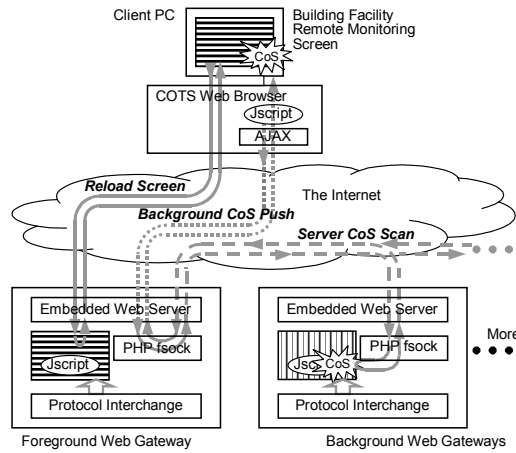 Client PC
Building Facility
Remote Monitoring
Screen
CoS
COTS Web Browser
Jscript
AJAX
Reload Screen
The Internet
Background CoS Push
Server CoS Scan
Embedded Web Server
Embedded Web Server
PHP fsock
PHP fsock
More
Jscript
Jsc
CoS
Protocol Interchange
Protocol Interchange
Foreground Web Gateway
Background Web Gateways